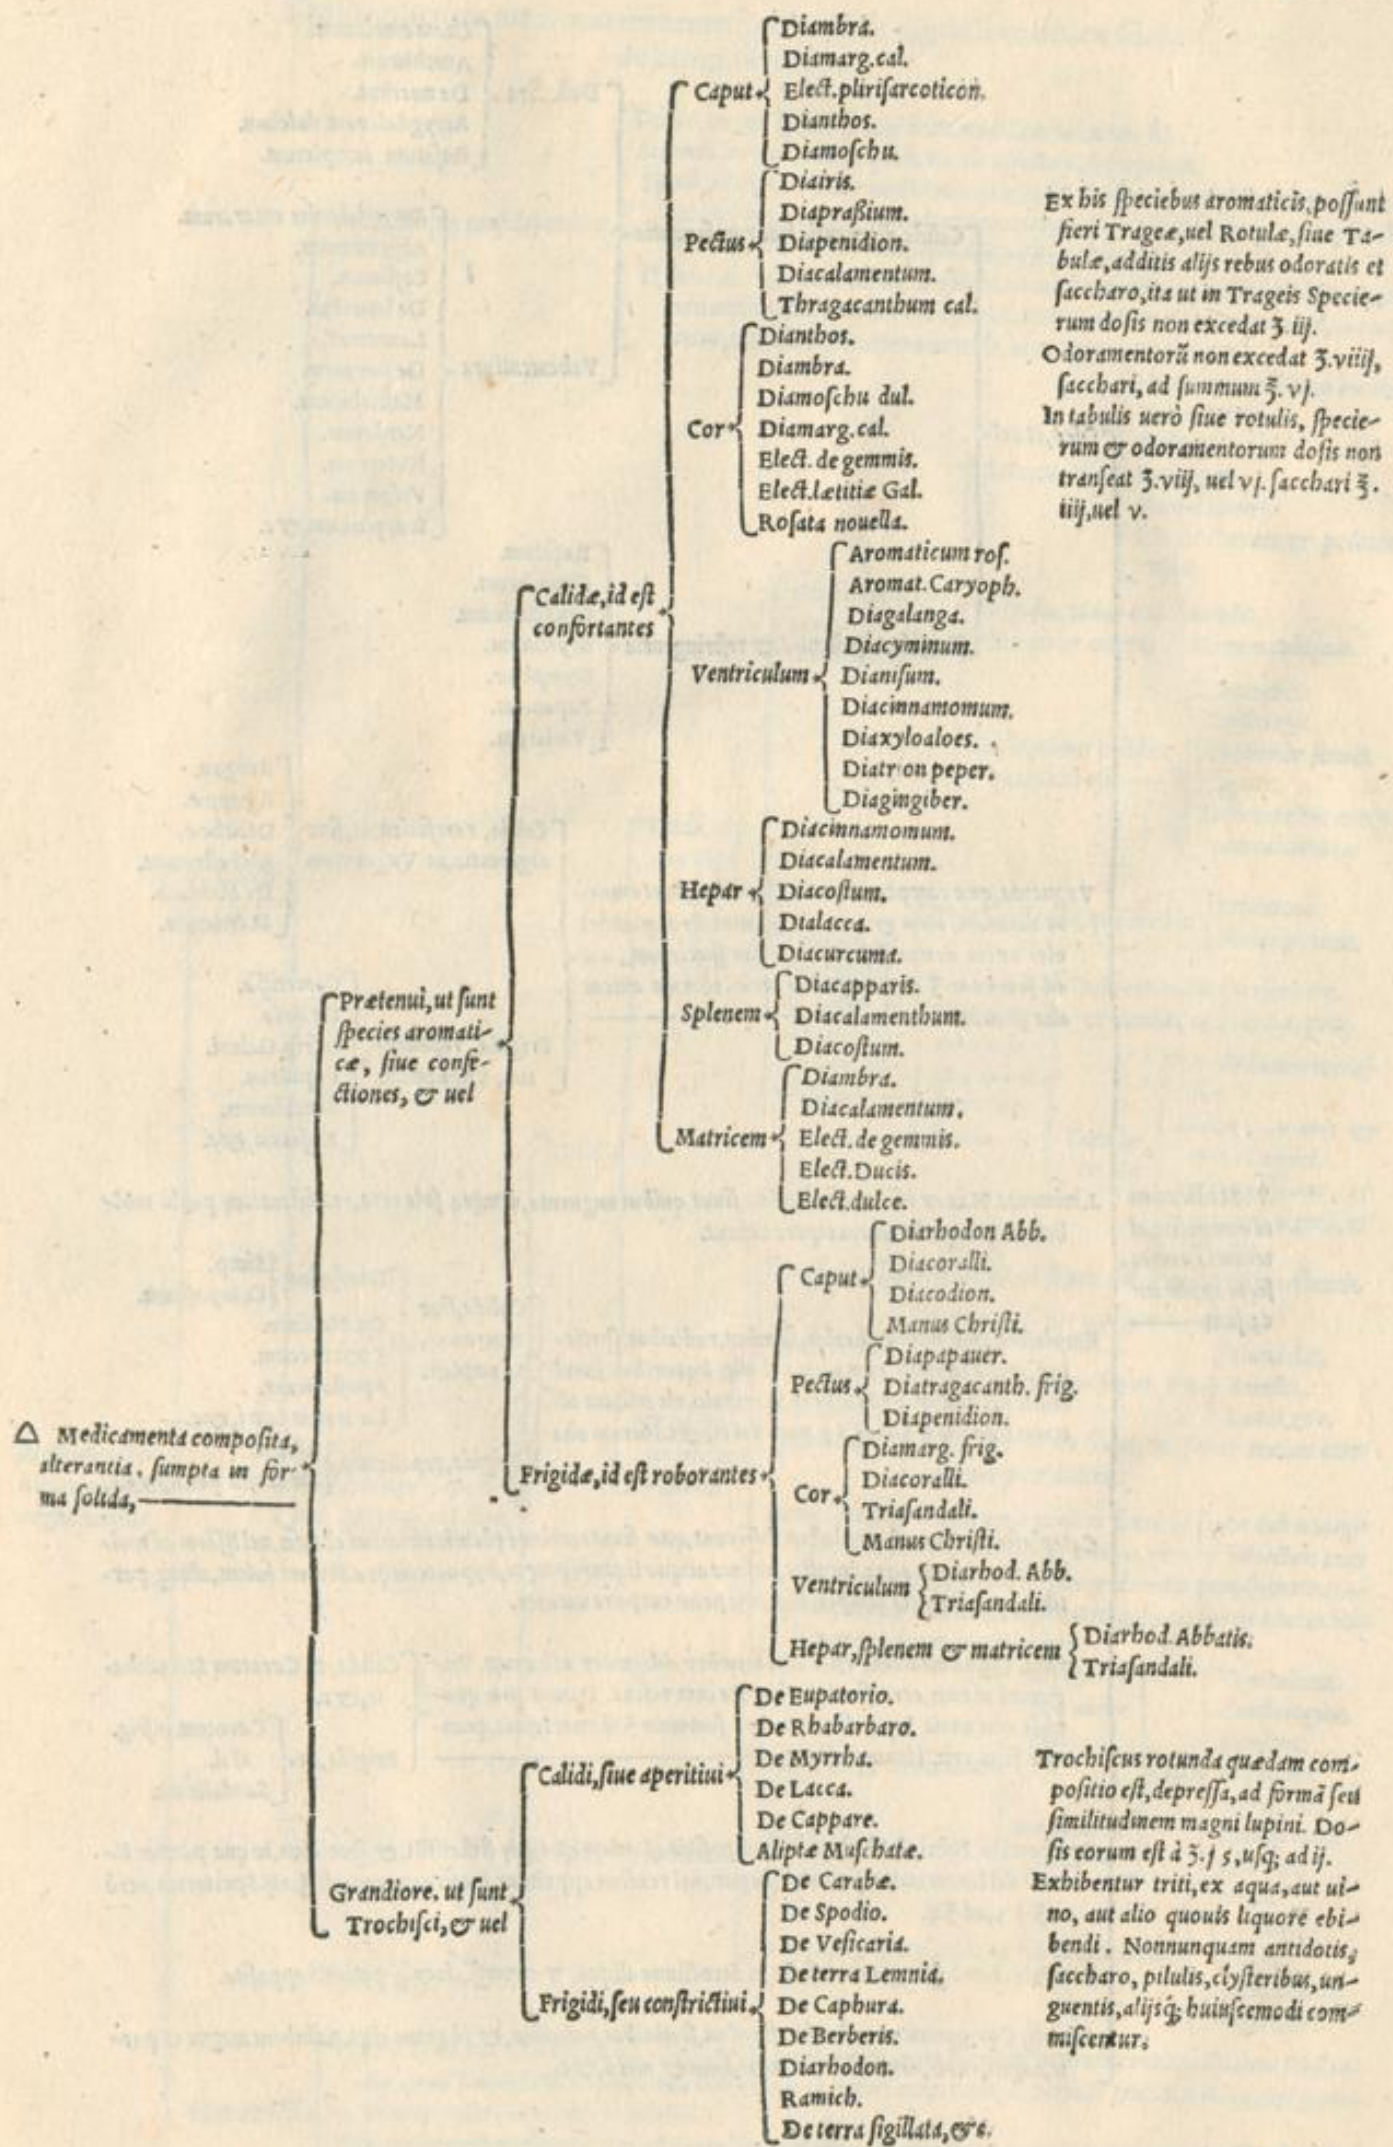 △ Medicamenta compoſita,
alterantia, ſumpta in for-
ma ſolida,
Prætenui, ut ſunt
ſpecies aromati-
cæ, ſiue confe-
ctiones, & uel
Calidæ, id eſt
confortantes
Caput
Diambra.
Diamarg. cal.
Elect. pliriſarcoticon.
Dianthos.
Diamoſchu.
Pectus
Diairis.
Diapraßium.
Diapenidion.
Diacalamentum.
Thragacanthum cal.
Cor
Dianthos.
Diambra.
Diamoſchu dul.
Diamarg. cal.
Elect. de gemmis.
Elect. lætitiæ Gal.
Roſata nouella.
Ventriculum
Aromaticum roſ.
Aromat. Caryoph.
Diagalanga.
Diacyminum.
Dianiſum.
Diacinnamomum.
Diaxyloaloes.
Diatrion peper.
Diagingiber.
Hepar
Diacinnamomum.
Diacalamentum.
Diacoſtum.
Dialacca.
Diacurcuma.
Splenem
Diacapparis.
Diacalamenthum.
Diacoſtum.
Matricem
Diambra.
Diacalamentum.
Elect. de gemmis.
Elect. Ducis.
Elect. dulce.
Frigidæ, id eſt roborantes
Caput
Diarhodon Abb.
Diacoralli.
Diacodion.
Manus Chriſti.
Pectus
Diapapauer.
Diatragacanth. frig.
Diapenidion.
Cor
Diamarg. frig.
Diacoralli.
Triaſandali.
Manus Chriſti.
Ventriculum
Diarhod. Abb.
Triaſandali.
Hepar, ſplenem & matricem
Diarhod. Abbatis.
Triaſandali.
Ex his ſpeciebus aromaticis, poſſunt
fieri Trageæ, uel Rotulæ, ſiue Ta-
bulæ, additis alijs rebus odoratis et
ſaccharo, ita ut in Trageis Specie-
rum doſis non excedat ʒ. iij.
Odoramentorū non excedat ʒ. viiij,
ſacchari, ad ſummum ℥. vj.
In tabulis uerò ſiue rotulis, ſpecie-
rum & odoramentorum doſis non
tranſeat ʒ. viij, uel vj. ſacchari ℥.
iiij, uel v.
Grandiore. ut ſunt
Trochiſci, & uel
Calidi, ſiue aperitiui
De Eupatorio.
De Rhabarbaro.
De Myrrha.
De Lacca.
De Cappare.
Aliptæ Muſchatæ.
Frigidi, ſeu conſtrictiui
De Carabæ.
De Spodio.
De Veſicaria.
De terra Lemnia.
De Caphura.
De Berberis.
Diarhodon.
Ramich.
De terra ſigillata, &c.
Trochiſcus rotunda quædam com-
poſitio eſt, depreſſa, ad formā ſeu
ſimilitudinem magni lupini. Do-
ſis eorum eſt à ʒ. j s, uſq; ad ij.
Exhibentur triti, ex aqua, aut ui-
no, aut alio quouis liquore ebi-
bendi. Nonnunquam antidotis,
ſaccharo, pilulis, clyſteribus, un-
guentis, alijsq́; huiuſcemodi com-
miſcentur.